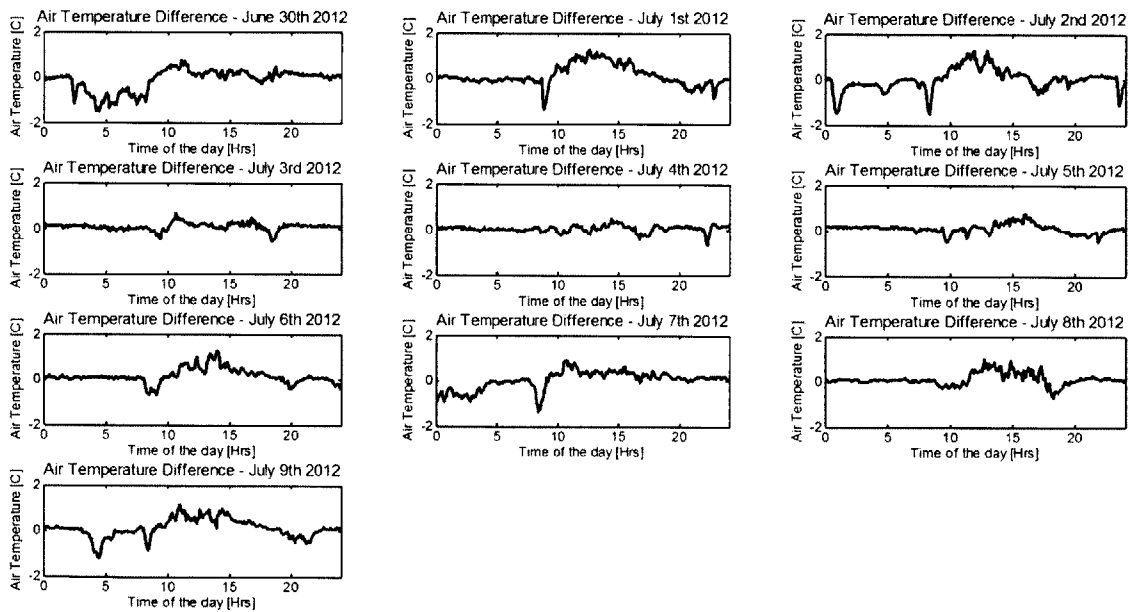 Air Temperature Difference - June 30th 2012
Air Temperature [C]
2
0
-2
0 5 10 15 20
Time of the day [Hrs]
Air Temperature Difference - July 1st 2012
Air Temperature [C]
2
0
-2
0 5 10 15 20
Time of the day [Hrs]
Air Temperature Difference - July 2nd 2012
Air Temperature [C]
2
0
-2
0 5 10 15 20
Time of the day [Hrs]
Air Temperature Difference - July 3rd 2012
Air Temperature [C]
2
0
-2
0 5 10 15 20
Time of the day [Hrs]
Air Temperature Difference - July 4th 2012
Air Temperature [C]
2
0
-2
0 5 10 15 20
Time of the day [Hrs]
Air Temperature Difference - July 5th 2012
Air Temperature [C]
2
0
-2
0 5 10 15 20
Time of the day [Hrs]
Air Temperature Difference - July 6th 2012
Air Temperature [C]
2
0
-2
0 5 10 15 20
Time of the day [Hrs]
Air Temperature Difference - July 7th 2012
Air Temperature [C]
2
0
-2
0 5 10 15 20
Time of the day [Hrs]
Air Temperature Difference - July 8th 2012
Air Temperature [C]
2
0
-2
0 5 10 15 20
Time of the day [Hrs]
Air Temperature Difference - July 9th 2012
Air Temperature [C]
2
0
-2
0 5 10 15 20
Time of the day [Hrs]